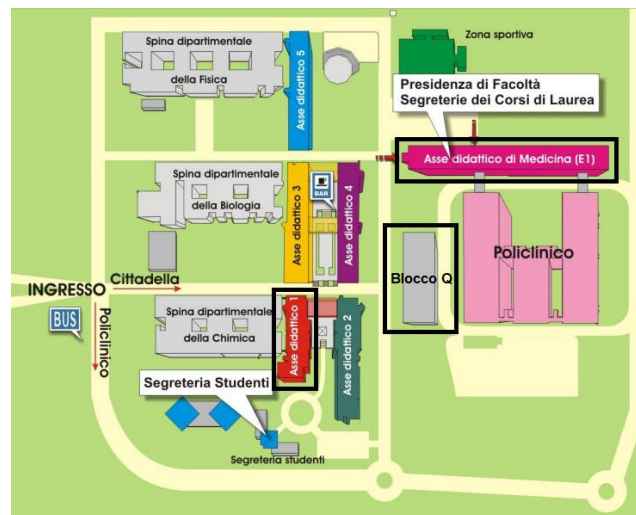 Spina dipartimentale
della Fisica
Asse didattico 5
Zona sportiva
Presidenza di Facoltà
Segreterie dei Corsi di Laurea
Asse didattico di Medicina (E1)
Spina dipartimentale
della Biologia
Asse didattico 3
BAR
Asse didattico 4
Policlinico
Blocco Q
INGRESSO
Cittadella
BUS
Policlinico
Spina dipartimentale
della Chimica
Asse didattico 1
Asse didattico 2
Segreteria Studenti
Segreteria studenti